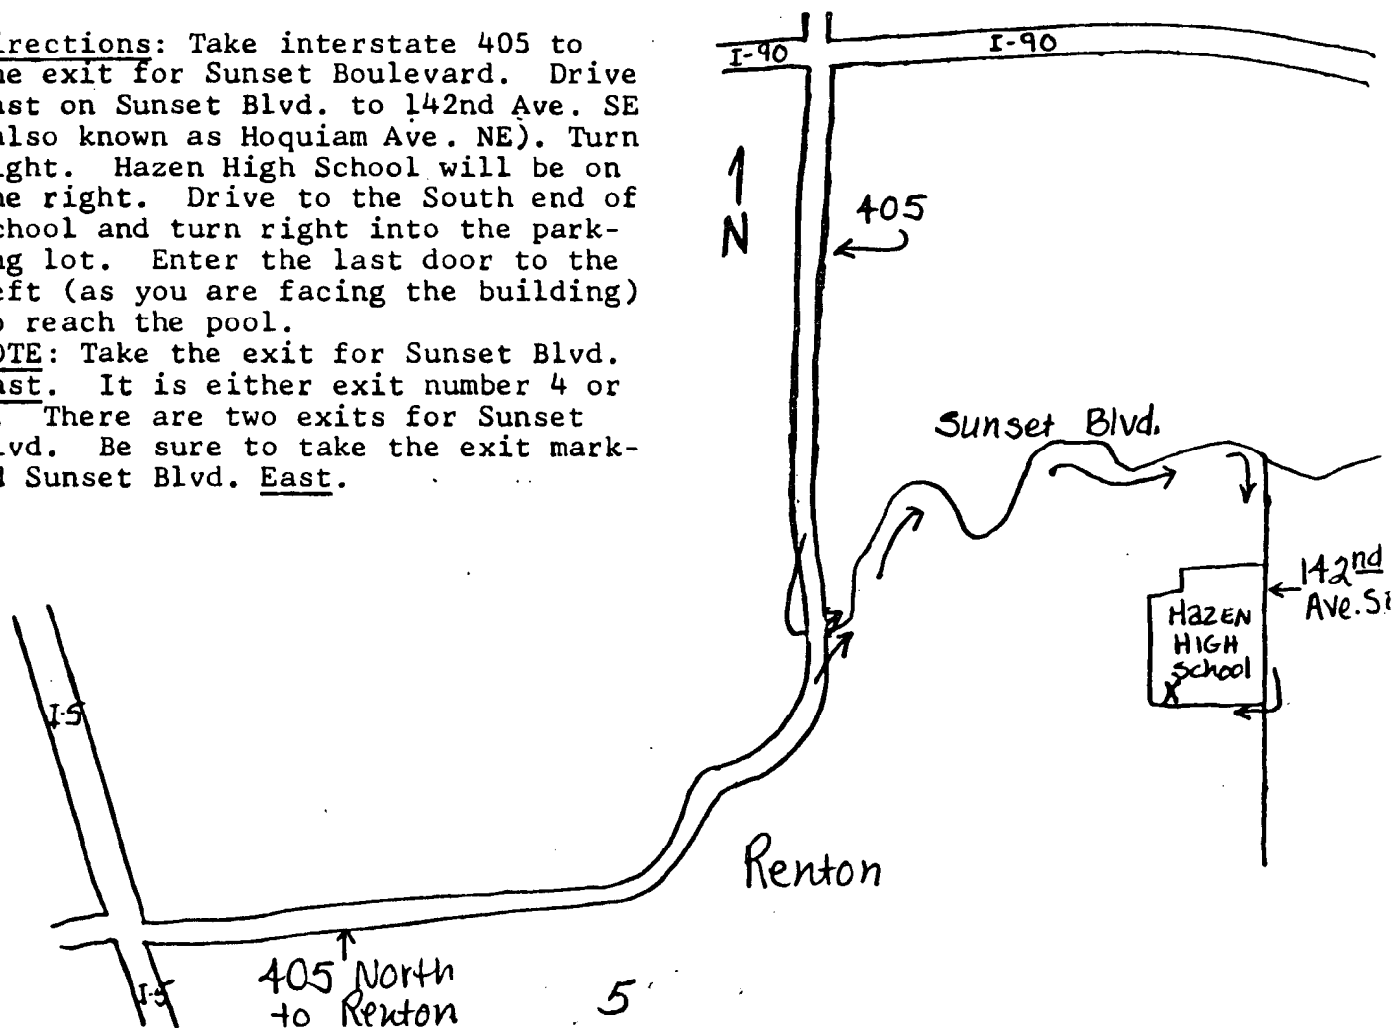 irections: Take interstate 405 to
he exit for Sunset Boulevard. Drive
ast on Sunset Blvd. to 142nd Ave. SE
also known as Hoquiam Ave. NE). Turn
ight. Hazen High School will be on
he right. Drive to the South end of
chool and turn right into the park-
ng lot. Enter the last door to the
eft (as you are facing the building)
o reach the pool.
OTE: Take the exit for Sunset Blvd.
ast. It is either exit number 4 or
. There are two exits for Sunset
lvd. Be sure to take the exit mark-
d Sunset Blvd. East.
I-90
I-90
N
405
Sunset Blvd.
142nd
Ave. SE
HAZEN
HIGH
School
X
I-5
Renton
405 North
to Renton
I-5
5